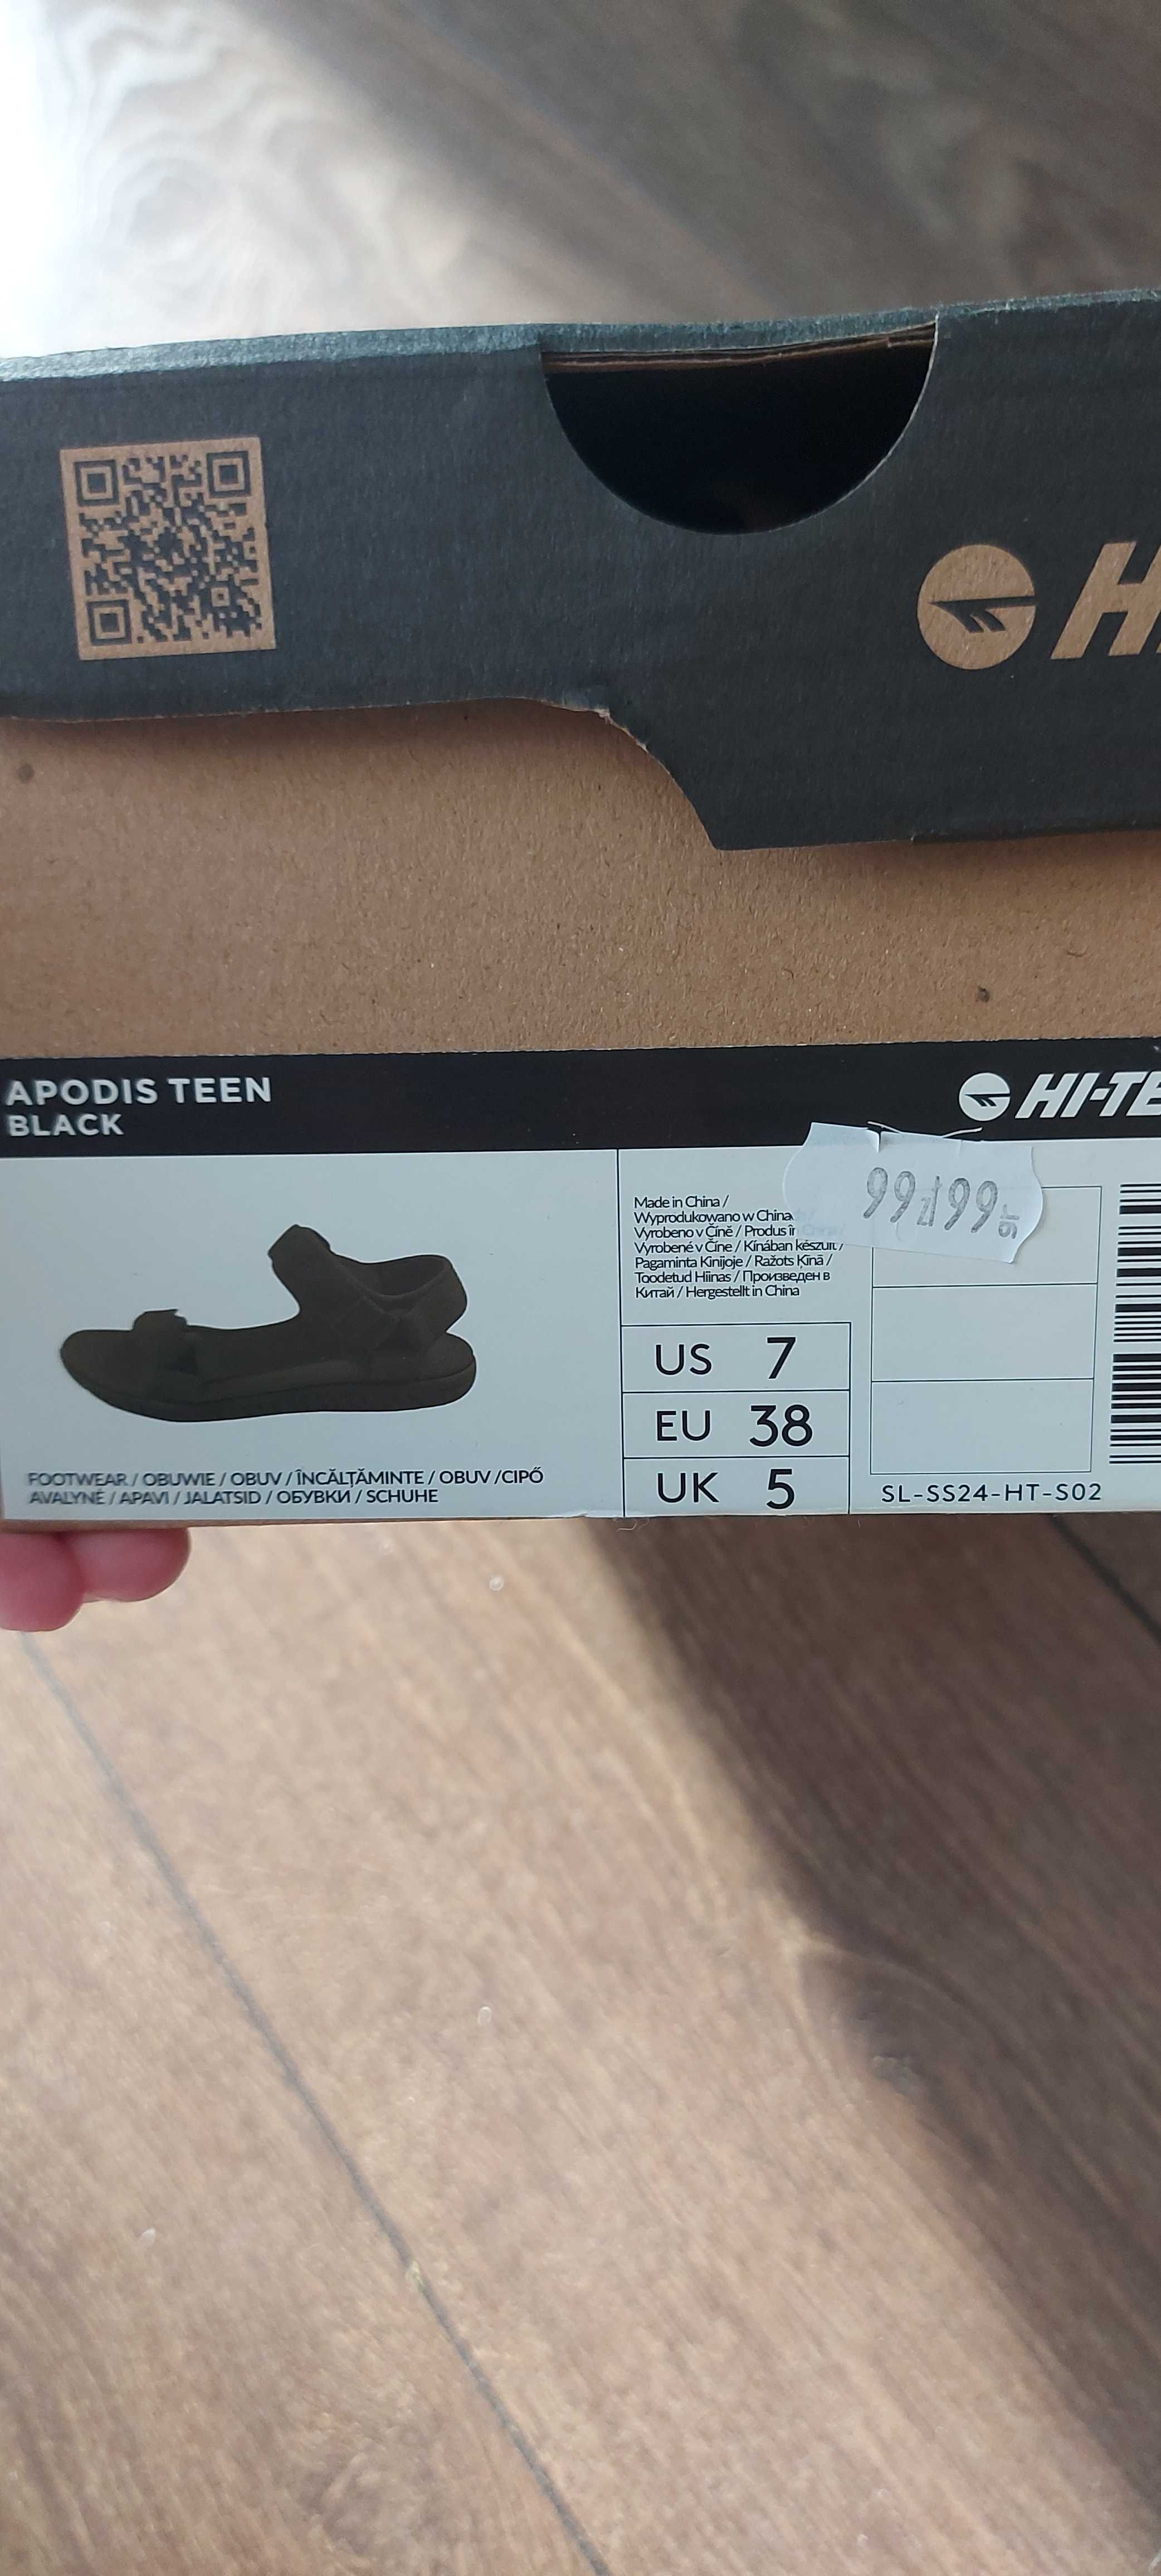 HI
APODIS TEEN
BLACK
HI-TE
99 zł 99 gr
Made in China /
Wyprodukowano w China
Vyrobeno v Číně / Produs în
Vyrobené v Číne / Kínában készült /
Pagaminta Kinijoje / Ražots Ķīnā /
Toodetud Hiinas / Произведен в
Китай / Hergestellt in China
US 7
EU 38
UK 5
FOOTWEAR / OBUWIE / OBUV / ÎNCĂLȚĂMINTE / OBUV /CIPŐ
AVALYNĖ / APAVI / JALATSID / ОБУВКИ / SCHUHE
SL-SS24-HT-S02